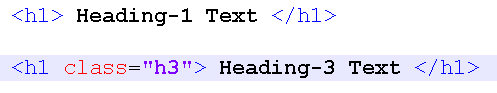 <h1> Heading-1 Text </h1>
<h1 class="h3"> Heading-3 Text </h1>